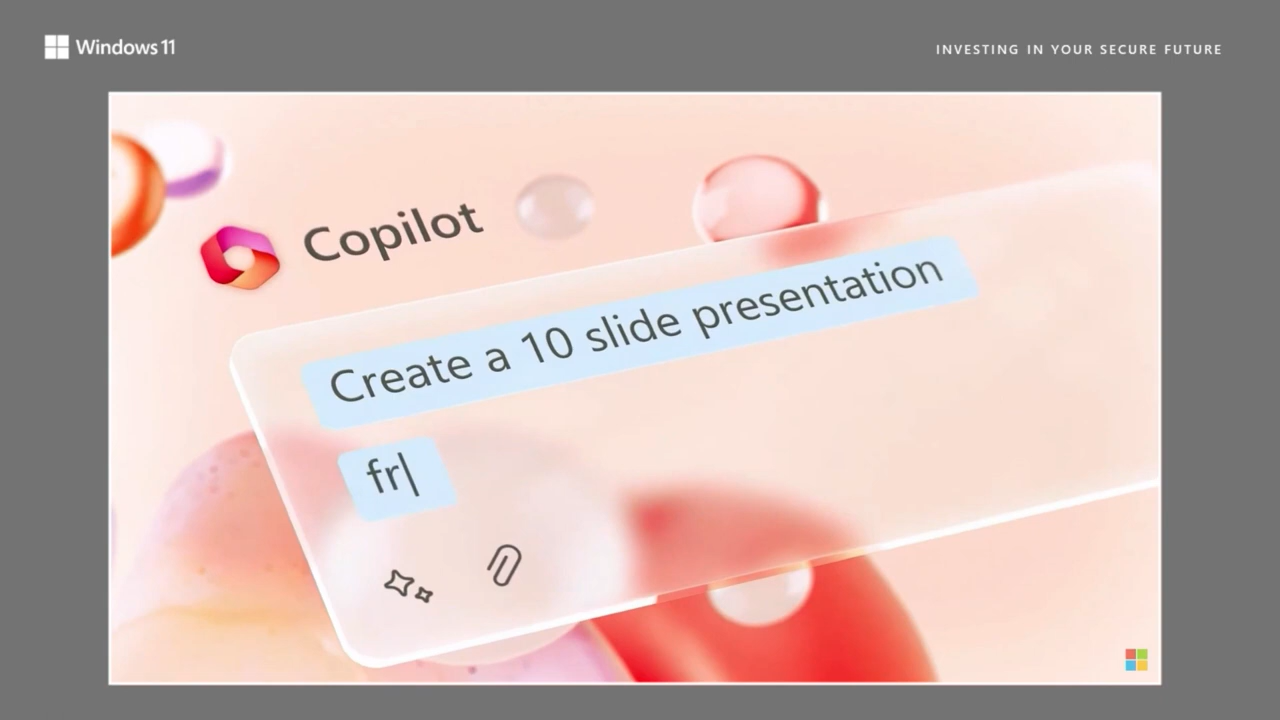 Windows 11
INVESTING IN YOUR SECURE FUTURE
Copilot
Create a 10 slide presentation
fr